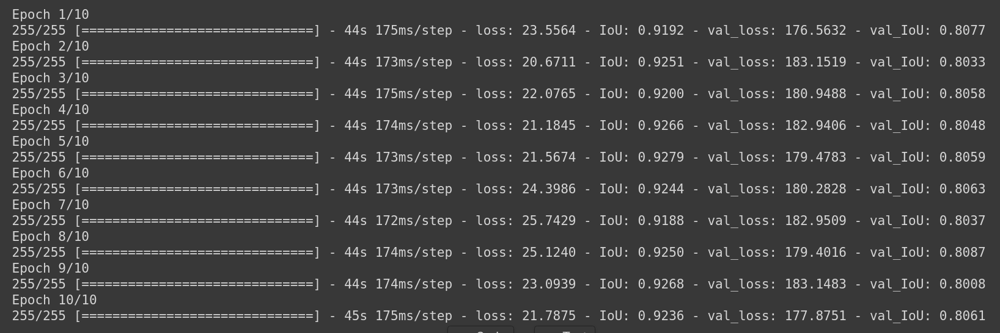 Epoch 1/10
255/255 [==============================] - 44s 175ms/step - loss: 23.5564 - IoU: 0.9192 - val_loss: 176.5632 - val_IoU: 0.8077
Epoch 2/10
255/255 [==============================] - 44s 173ms/step - loss: 20.6711 - IoU: 0.9251 - val_loss: 183.1519 - val_IoU: 0.8033
Epoch 3/10
255/255 [==============================] - 44s 175ms/step - loss: 22.0765 - IoU: 0.9200 - val_loss: 180.9488 - val_IoU: 0.8058
Epoch 4/10
255/255 [==============================] - 44s 174ms/step - loss: 21.1845 - IoU: 0.9266 - val_loss: 182.9406 - val_IoU: 0.8048
Epoch 5/10
255/255 [==============================] - 44s 173ms/step - loss: 21.5674 - IoU: 0.9279 - val_loss: 179.4783 - val_IoU: 0.8059
Epoch 6/10
255/255 [==============================] - 44s 173ms/step - loss: 24.3986 - IoU: 0.9244 - val_loss: 180.2828 - val_IoU: 0.8063
Epoch 7/10
255/255 [==============================] - 44s 172ms/step - loss: 25.7429 - IoU: 0.9188 - val_loss: 182.9509 - val_IoU: 0.8037
Epoch 8/10
255/255 [==============================] - 44s 174ms/step - loss: 25.1240 - IoU: 0.9250 - val_loss: 179.4016 - val_IoU: 0.8087
Epoch 9/10
255/255 [==============================] - 44s 174ms/step - loss: 23.0939 - IoU: 0.9268 - val_loss: 183.1483 - val_IoU: 0.8008
Epoch 10/10
255/255 [==============================] - 45s 175ms/step - loss: 21.7875 - IoU: 0.9236 - val_loss: 177.8751 - val_IoU: 0.8061